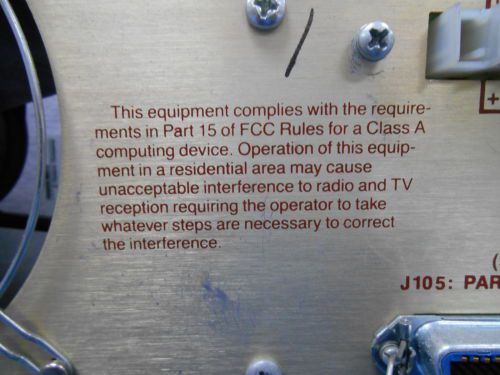 This equipment complies with the require-
ments in Part 15 of FCC Rules for a Class A
computing device. Operation of this equip-
ment in a residential area may cause
unacceptable interference to radio and TV
reception requiring the operator to take
whatever steps are necessary to correct
the interference.
+
(
J105: PAR